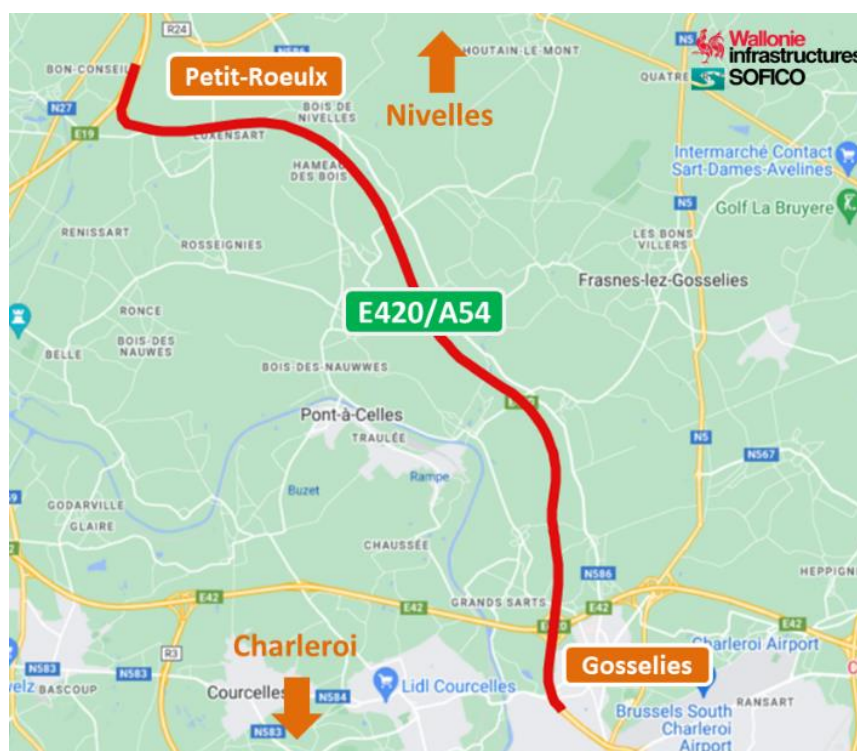 R24
N586
HOUTAIN-LE-MONT
N5
Wallonie
infrastructures
SOFICO
BON-CONSEIL
Petit-Roeulx
Nivelles
QUATRE
N27
E19
BOIS DE
NIVELLES
LUXENSART
HAMEAU
DES BOIS
Intermarché Contact
Sart-Dames-Avelines
N5
Golf La Bruyere
RENISSART
ROSSEIGNIES
LES BONS
VILLERS
Frasnes-lez-Gosselies
E420/A54
RONCE
BOIS-DES
NAUWES
BELLE
BOIS-DES-NAUWWES
Pont-à-Celles
TRAULÉE
N5
N567
Rampe
Buzet
GODARVILLE
GLAIRE
CHAUSSÉE
N586
HEPPIGNI
E42
E42
GRANDS SARTS
E42
E42
Charleroi
R3
Gosselies
Charleroi Airport
N583
N583
BASCOUP
Courcelles
N584
Lidl Courcelles
RANSART
N583
Brussels South
Charleroi
Airport